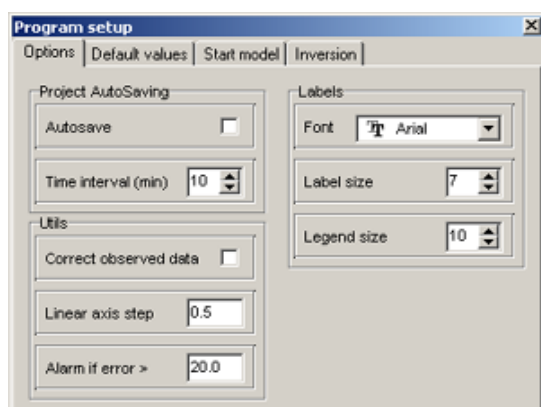 Program setup
Options Default values Start model Inversion
Project AutoSaving
Autosave
Time interval (min) 10
Utils
Correct observed data
Linear axis step 0.5
Alarm if error > 20.0
Labels
Font Arial
Label size 7
Legend size 10